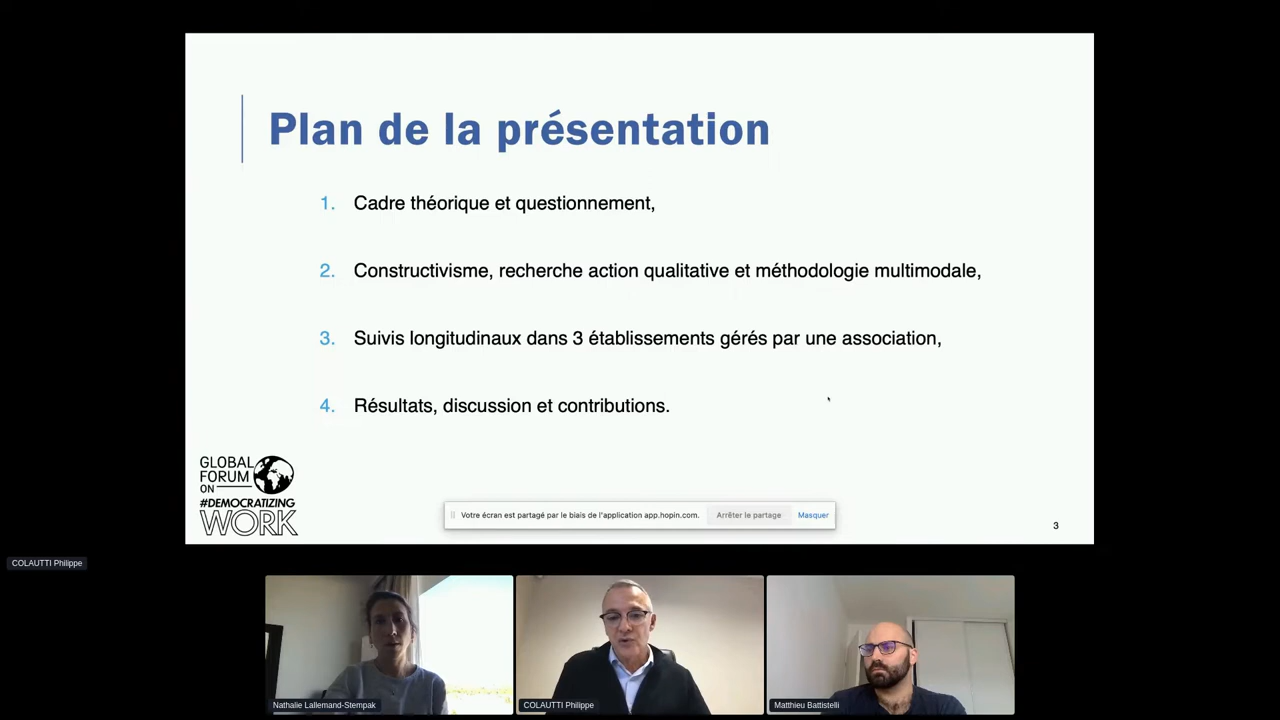 Plan de la présentation
1. Cadre théorique et questionnement,
2. Constructivisme, recherche action qualitative et méthodologie multimodale,
3. Suivis longitudinaux dans 3 établissements gérés par une association,
4. Résultats, discussion et contributions.
GLOBAL
FORUM
ON
#DEMOCRATIZING
WORK
Votre écran est partagé par le biais de l'application app.hopin.com. Arrêter le partage Masquer
3
COLAUTTI Philippe
Nathalie Lallemand-Stempak
COLAUTTI Philippe
Matthieu Battistelli